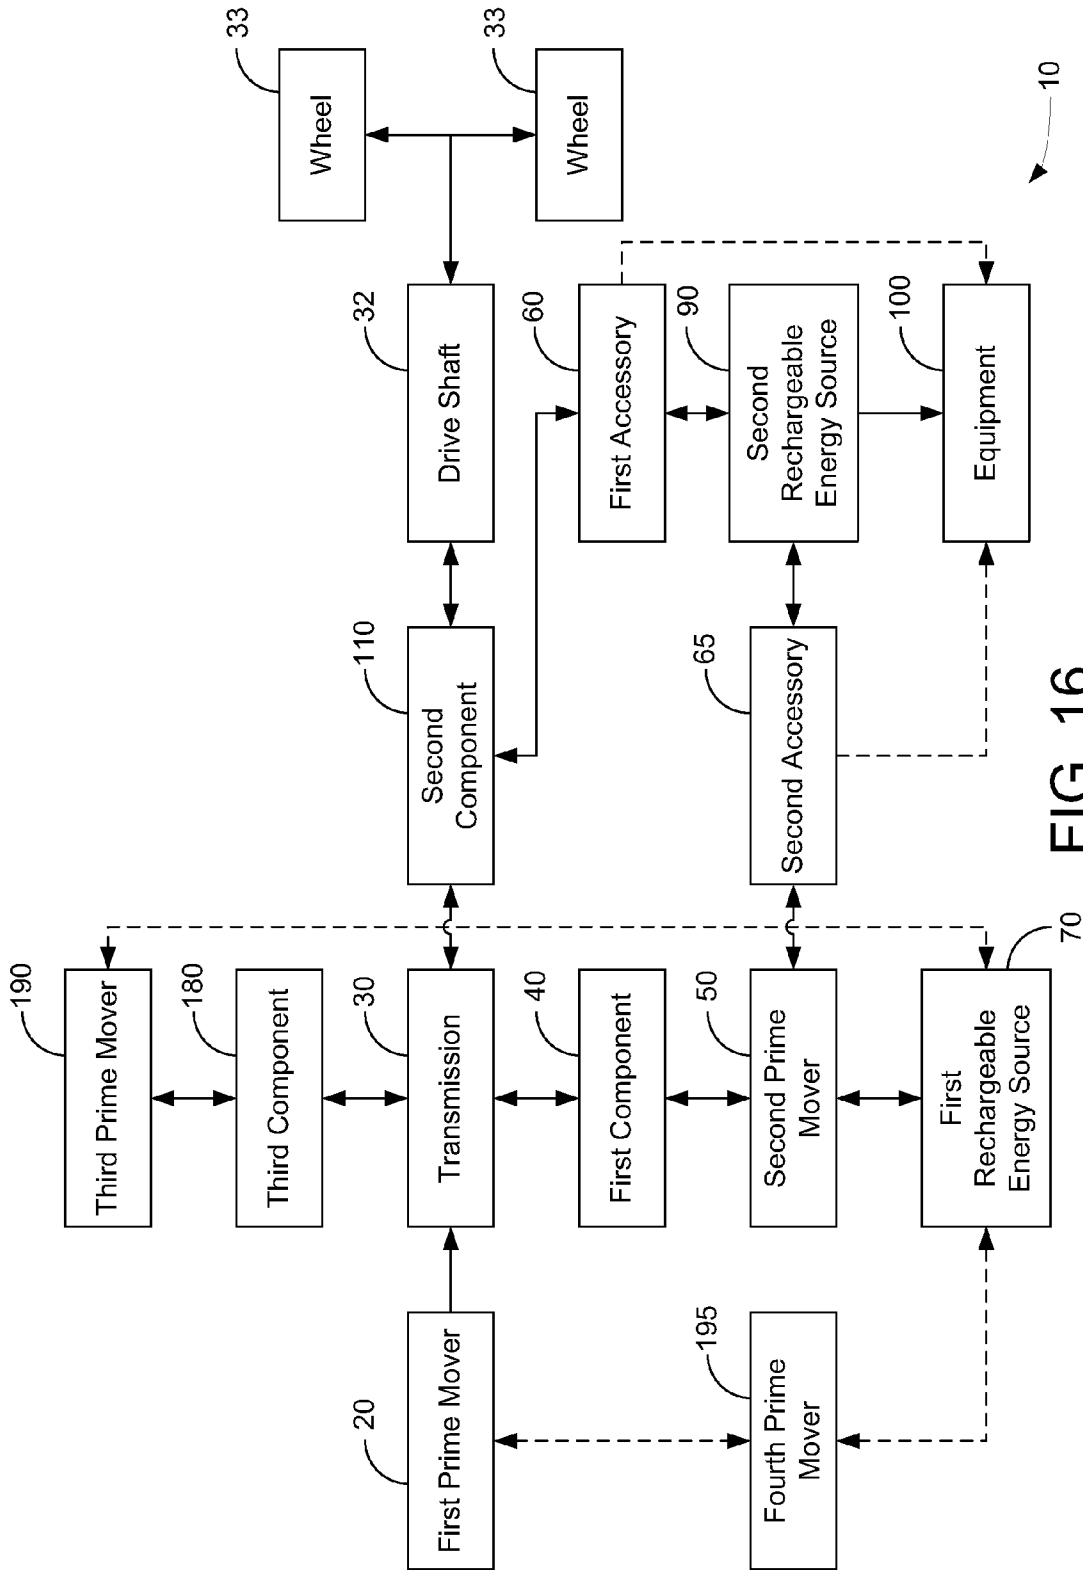 190
Third Prime Mover
180
Third Component
20
First Prime Mover
30
Transmission
110
Second
Component
32
Drive Shaft
33
Wheel
33
Wheel
40
First Component
60
First Accessory
195
Fourth Prime
Mover
50
Second Prime
Mover
65
Second Accessory
90
Second
Rechargeable
Energy Source
70
First
Rechargeable
Energy Source
100
Equipment
10
FIG. 16